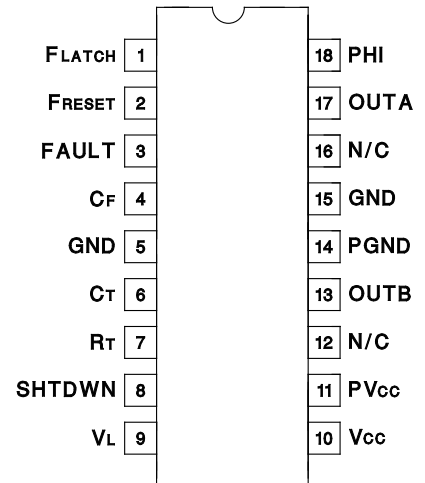 FLATCH 1 18 PHI
FRESET 2 17 OUTA
FAULT 3 16 N/C
CF 4 15 GND
GND 5 14 PGND
CT 6 13 OUTB
RT 7 12 N/C
SHTDWN 8 11 PVcc
VL 9 10 Vcc